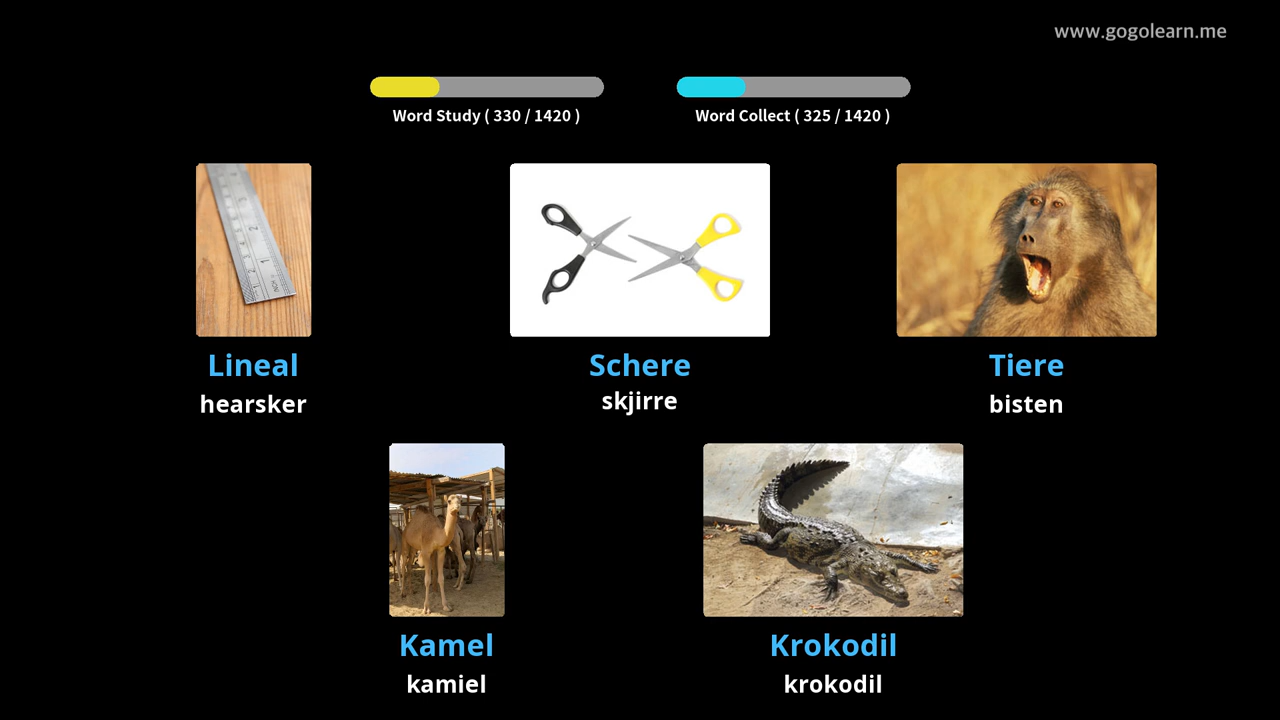 www.gogolearn.me
Word Study ( 330 / 1420 )
Word Collect ( 325 / 1420 )
Lineal
hearsker
Schere
skjirre
Tiere
bisten
Kamel
kamiel
Krokodil
krokodil